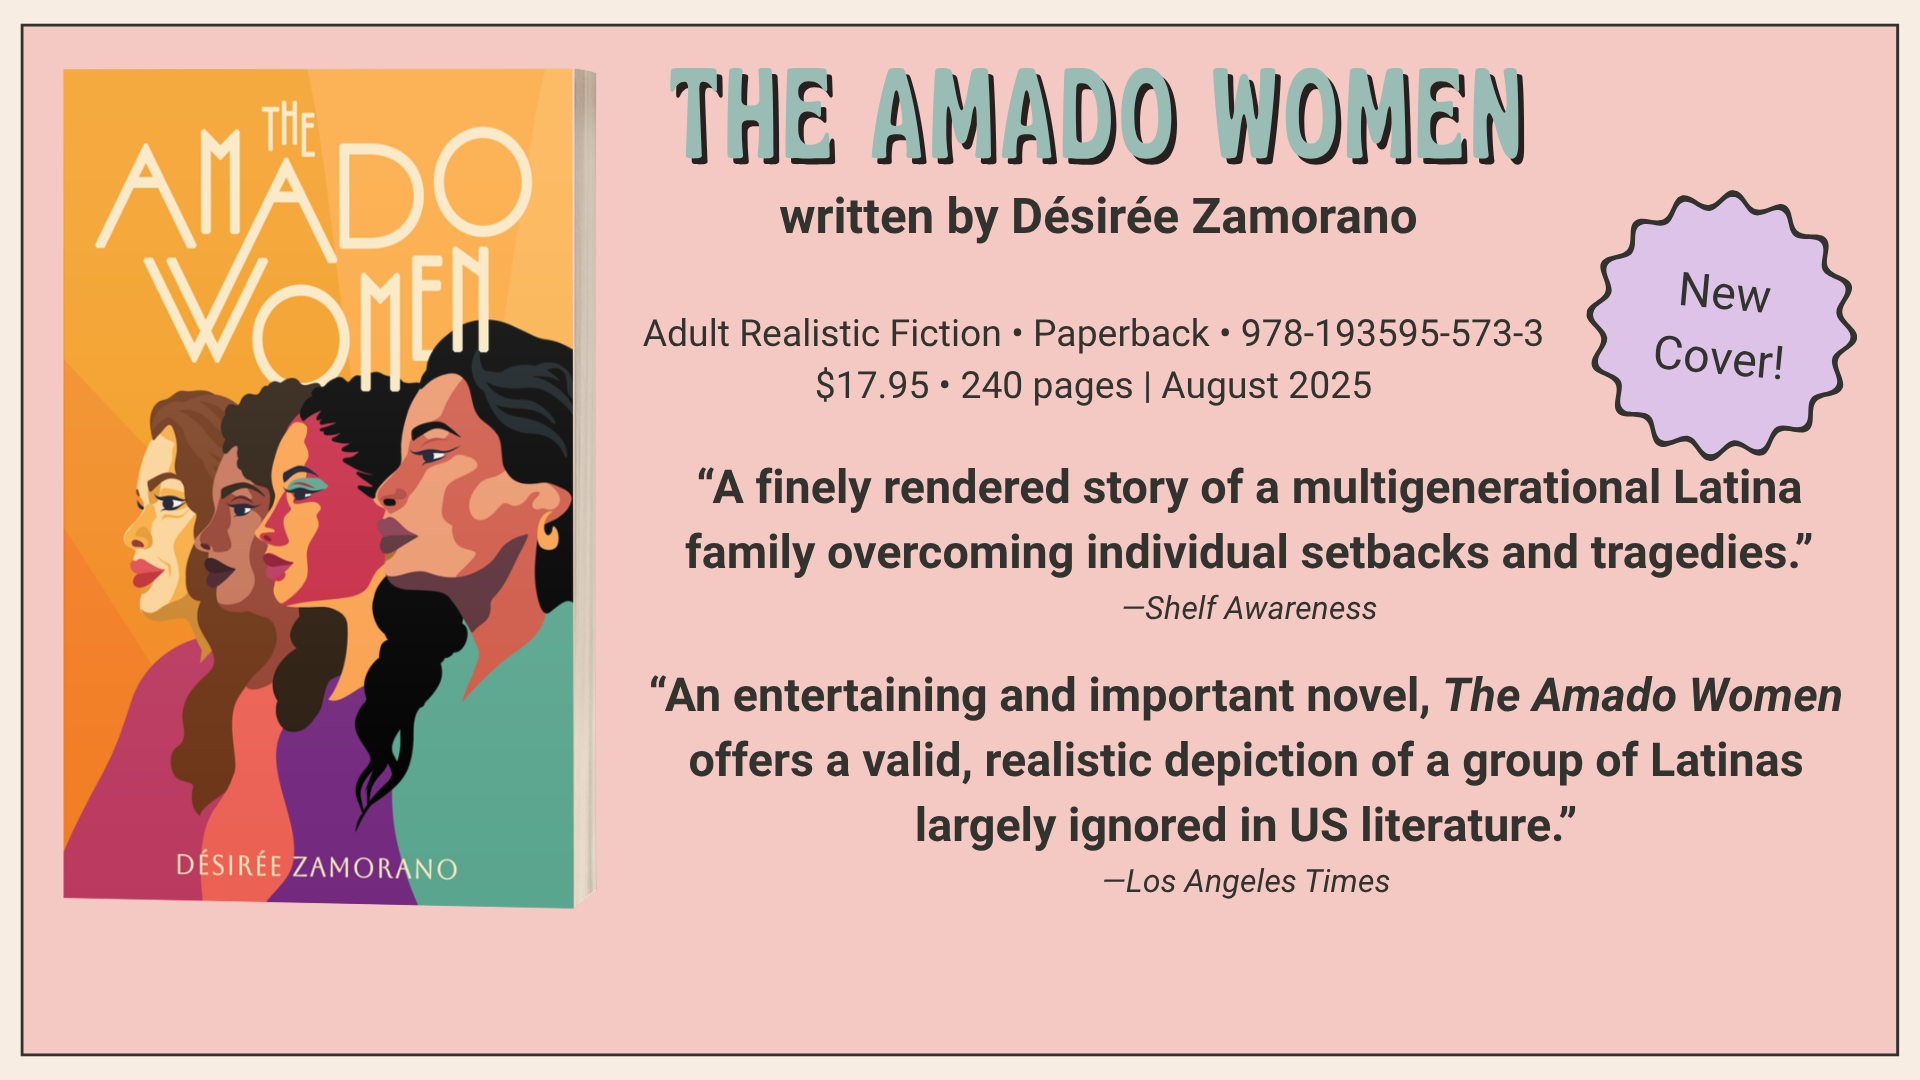 THE
AMADO
WOMEN
DÉSIRÉE ZAMORANO
THE AMADO WOMEN
written by Désirée Zamorano
Adult Realistic Fiction • Paperback • 978-193595-573-3
$17.95 • 240 pages | August 2025
New
Cover!
“A finely rendered story of a multigenerational Latina
family overcoming individual setbacks and tragedies.”
—Shelf Awareness
“An entertaining and important novel, The Amado Women
offers a valid, realistic depiction of a group of Latinas
largely ignored in US literature.”
—Los Angeles Times